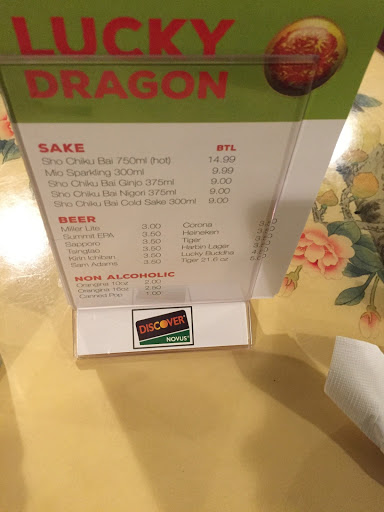 LUCKY
DRAGON
SAKE BTL
Sho Chiku Bai 750ml (hot) 14.99
Mio Sparkling 300ml 9.99
Sho Chiku Bai Ginjo 375ml 9.00
Sho Chiku Bai Nigori 375ml 9.00
Sho Chiku Bai Cold Sake 300ml 9.00
BEER
Miller Lite 3.00 Corona
Summit EPA 3.50 Heineken
Sapporo 3.50 Tiger
Tsingtao 3.50 Harbin Lager
Kirin Ichiban 3.50 Lucky Buddha
Sam Adams 3.00 Tiger 21.6 oz
NON ALCOHOLIC
Orangina 10oz 2.00
Orangina 16oz 2.50
Canned Pop 1.00
DISCOVER
NOVUS